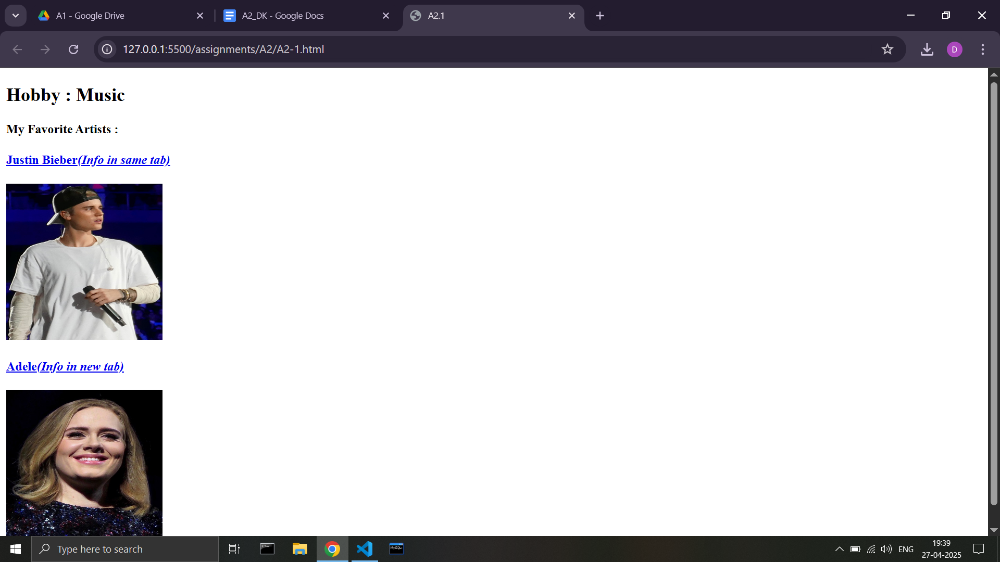 A1 - Google Drive
A2_DK - Google Docs
A2.1
127.0.0.1:5500/assignments/A2/A2-1.html
D
Hobby : Music
My Favorite Artists :
Justin Bieber(Info in same tab)
Adele(Info in new tab)
Type here to search
MySQL
ENG
19:39
27-04-2025